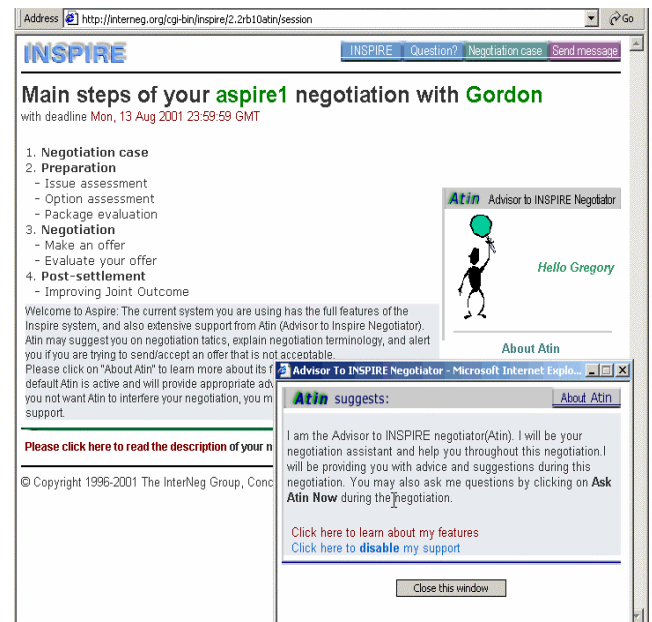 Address http://interneg.org/cgi-bin/inspire/2.2rb10atin/session Go
INSPIRE
INSPIRE Question? Negotiation case Send message
Main steps of your aspire1 negotiation with Gordon
with deadline Mon, 13 Aug 2001 23:59:59 GMT
1. Negotiation case
2. Preparation
- Issue assessment
- Option assessment
- Package evaluation
3. Negotiation
- Make an offer
- Evaluate your offer
4. Post-settlement
- Improving Joint Outcome
Atin Advisor to INSPIRE Negotiator
Hello Gregory
About Atin
Welcome to Aspire: The current system you are using has the full features of the
Inspire system, and also extensive support from Atin (Advisor to Inspire Negotiator).
Atin may suggest you on negotiation tatics, explain negotiation terminology, and alert
you if you are trying to send/accept an offer that is not acceptable.
Please click on "About Atin" to learn more about its f
default Atin is active and will provide appropriate adv
you not want Atin to interfere your negotiation, you m
support.
Please click here to read the description of your n
© Copyright 1996-2001 The InterNeg Group, Conc
Advisor To INSPIRE Negotiator - Microsoft Internet Explo...
Atin suggests:
About Atin
I am the Advisor to INSPIRE negotiator(Atin). I will be your
negotiation assistant and help you throughout this negotiation.I
will be providing you with advice and suggestions during this
negotiation. You may also ask me questions by clicking on Ask
Atin Now during the negotiation.
Click here to learn about my features
Click here to disable my support
Close this window